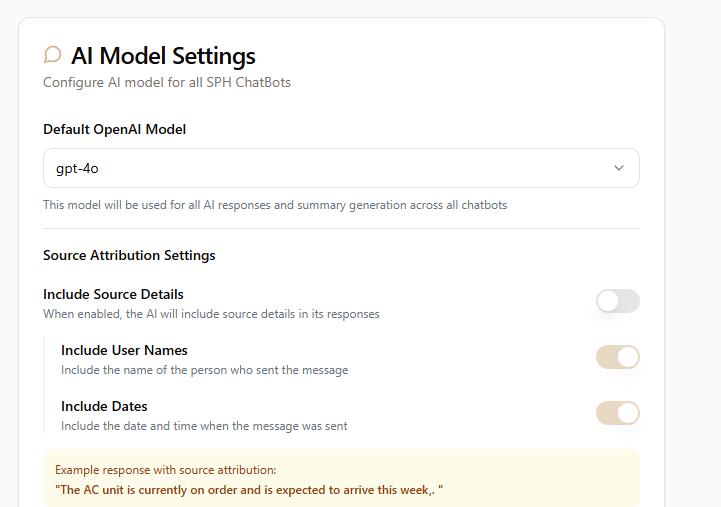 AI Model Settings
Configure AI model for all SPH ChatBots
Default OpenAI Model
gpt-4o
This model will be used for all AI responses and summary generation across all chatbots
Source Attribution Settings
Include Source Details
When enabled, the AI will include source details in its responses
Include User Names
Include the name of the person who sent the message
Include Dates
Include the date and time when the message was sent
Example response with source attribution:
"The AC unit is currently on order and is expected to arrive this week,. "